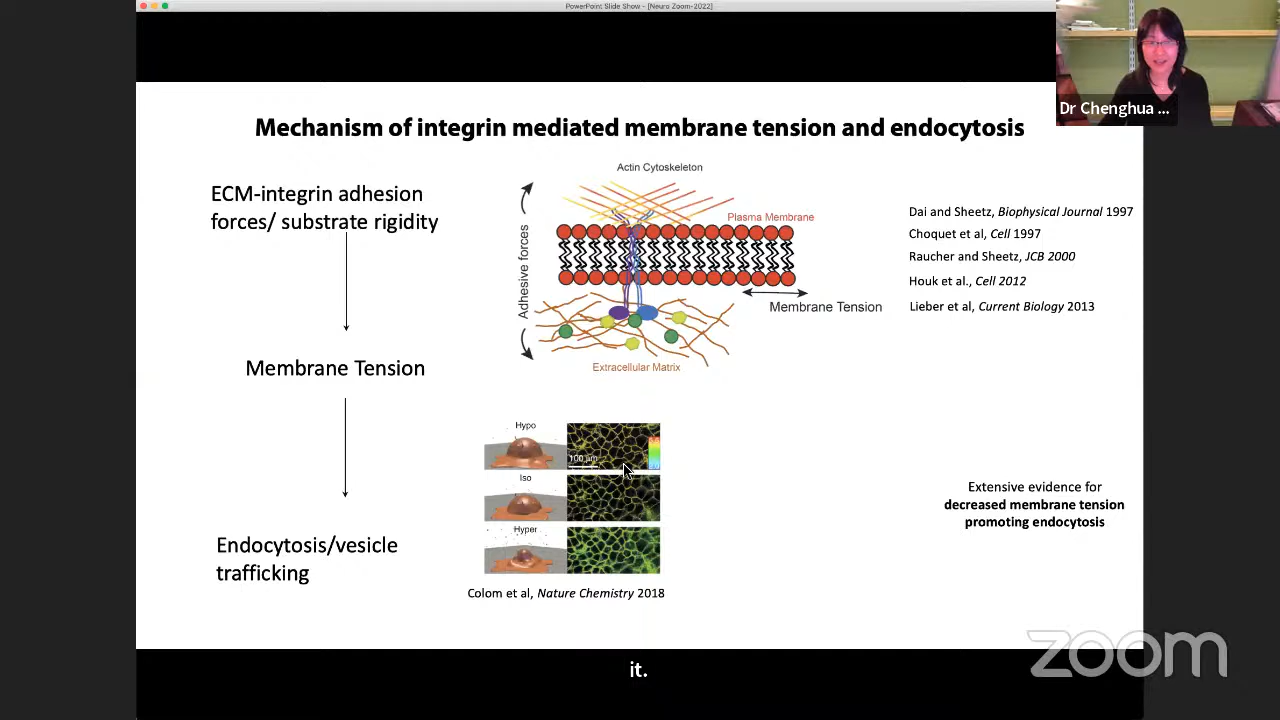 PowerPoint Slide Show - [Neuro Zoom-2022]
Dr Chenghua ...
Mechanism of integrin mediated membrane tension and endocytosis
ECM-integrin adhesion
forces/ substrate rigidity
Membrane Tension
Endocytosis/vesicle
trafficking
Actin Cytoskeleton
Plasma Membrane
Adhesive forces
Membrane Tension
Extracellular Matrix
Dai and Sheetz, Biophysical Journal 1997
Choquet et al, Cell 1997
Raucher and Sheetz, JCB 2000
Houk et al., Cell 2012
Lieber et al, Current Biology 2013
Hypo
100 µm
Iso
Hyper
Colom et al, Nature Chemistry 2018
Extensive evidence for
decreased membrane tension
promoting endocytosis
zoom
it.